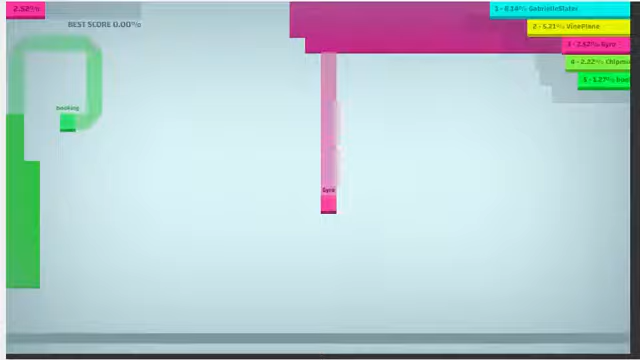 2.52%
BEST SCORE 0.00%
1 - 6.14% GabrielleSlater
2 - 5.21% VinePlane
3 - 2.52% Gyro
4 - 2.22%
5 - 1.27%
Gyro